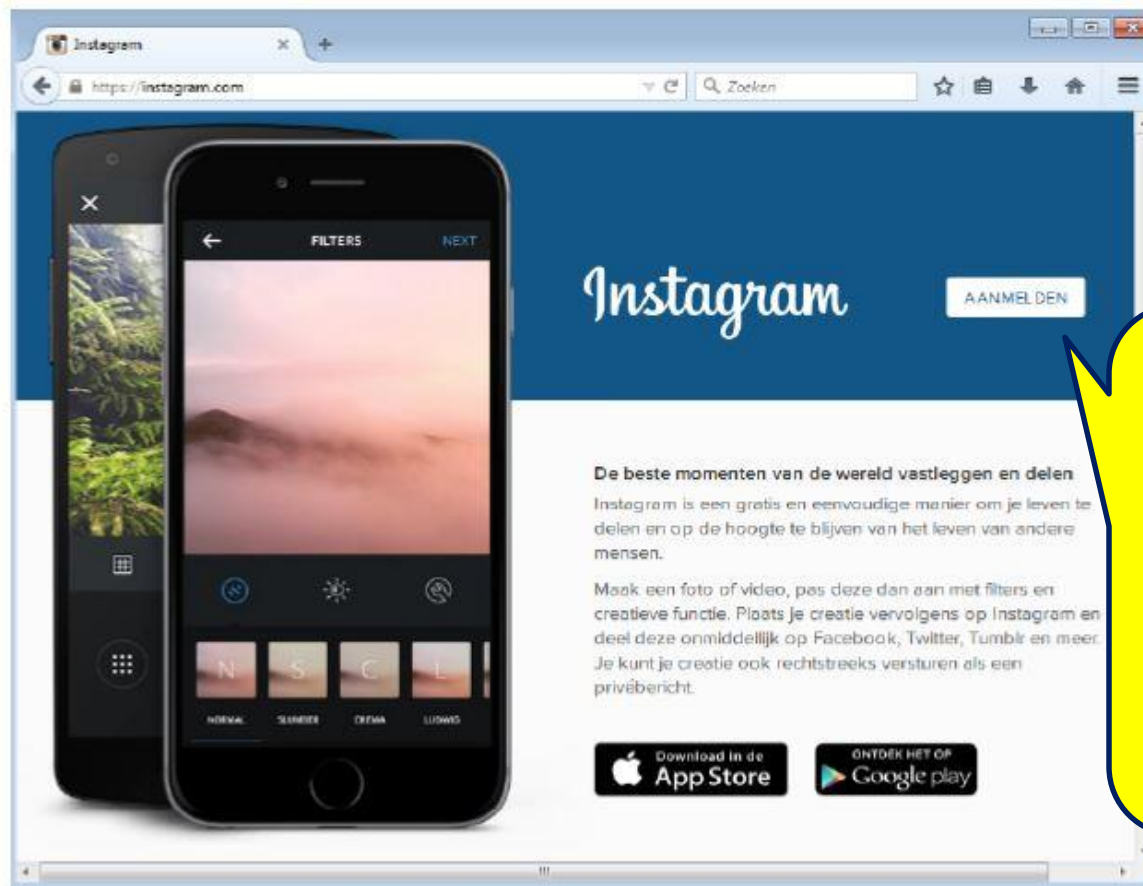 Instagram
https://instagram.com
Zoeken
FILTERS
NEXT
Instagram
AANMELDEN
De beste momenten van de wereld vastleggen en delen
Instagram is een gratis en eenvoudige manier om je leven te
delen en op de hoogte te blijven van het leven van andere
mensen.
Maak een foto of video, pas deze dan aan met filters en
creatieve functie. Plaats je creatie vervolgens op Instagram en
deel deze onmiddellijk op Facebook, Twitter, Tumblr en meer.
Je kunt je creatie ook rechtstreeks versturen als een
privébericht.
N S C L
NORMAL SLUMBER CREMA LUDWIG
Download in de
App Store
ONTDEK HET OP
Google play